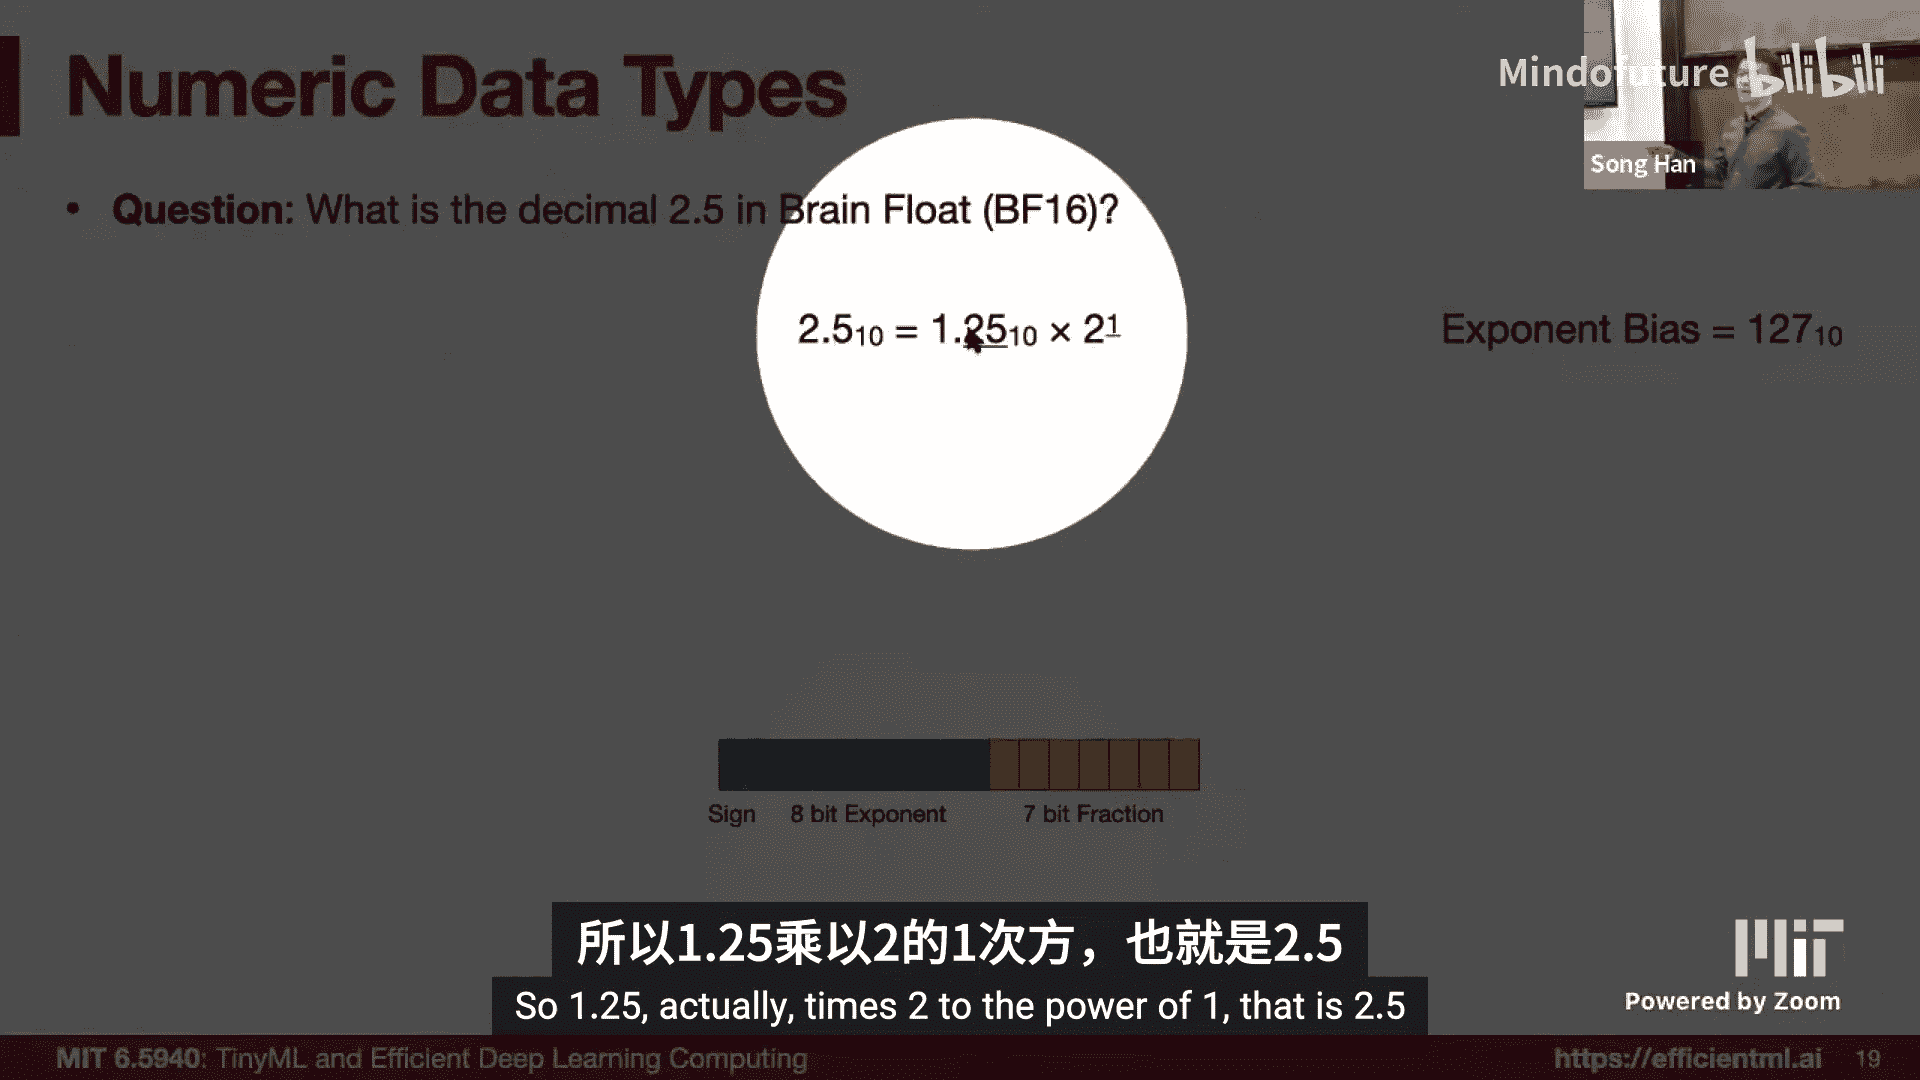 Numeric Data Types
Mindofuture bilibili
Song Han
• Question: What is the decimal 2.5 in Brain Float (BF16)?
2.5₁₀ = 1.25₁₀ × 2¹
Exponent Bias = 127₁₀
Sign 8 bit Exponent 7 bit Fraction
所以1.25乘以2的1次方，也就是2.5
So 1.25, actually, times 2 to the power of 1, that is 2.5
MIT
Powered by Zoom
MIT 6.5940: TinyML and Efficient Deep Learning Computing
https://efficientml.ai 19